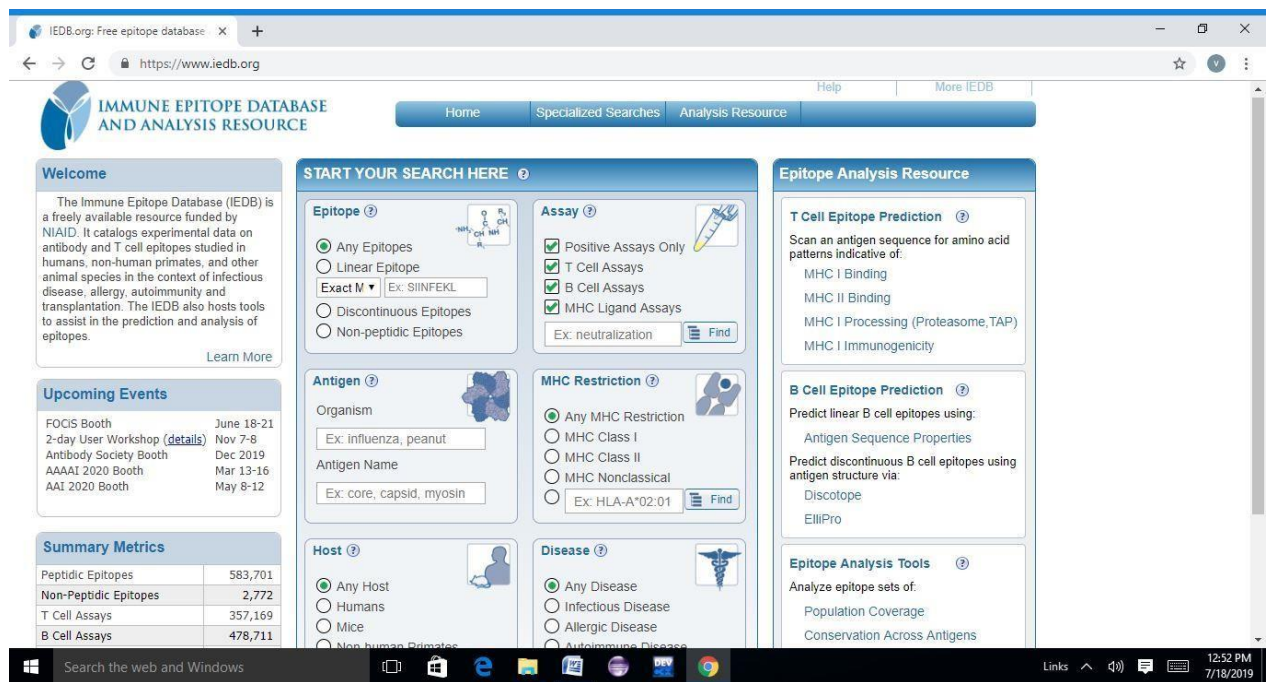 IEDB.org: Free epitope database
https://www.iedb.org
V
IMMUNE EPITOPE DATABASE
AND ANALYSIS RESOURCE
Help
More IEDB
Home
Specialized Searches
Analysis Resource
Welcome
The Immune Epitope Database (IEDB) is
a freely available resource funded by
NIAID. It catalogs experimental data on
antibody and T cell epitopes studied in
humans, non-human primates, and other
animal species in the context of infectious
disease, allergy, autoimmunity and
transplantation. The IEDB also hosts tools
to assist in the prediction and analysis of
epitopes.
Learn More
Upcoming Events
FOCIS Booth June 18-21
2-day User Workshop (details) Nov 7-8
Antibody Society Booth Dec 2019
AAAAI 2020 Booth Mar 13-16
AAI 2020 Booth May 8-12
Summary Metrics
Peptidic Epitopes 583,701
Non-Peptidic Epitopes 2,772
T Cell Assays 357,169
B Cell Assays 478,711
START YOUR SEARCH HERE ?
Epitope ?
Any Epitopes
Linear Epitope
Exact M Ex: SIINFEKL
Discontinuous Epitopes
Non-peptidic Epitopes
Assay ?
Positive Assays Only
T Cell Assays
B Cell Assays
MHC Ligand Assays
Ex: neutralization Find
Antigen ?
Organism
Ex: influenza, peanut
Antigen Name
Ex: core, capsid, myosin
MHC Restriction ?
Any MHC Restriction
MHC Class I
MHC Class II
MHC Nonclassical
Ex: HLA-A*02:01 Find
Host ?
Any Host
Humans
Mice
Non-human Primates
Disease ?
Any Disease
Infectious Disease
Allergic Disease
Autoimmune Disease
Epitope Analysis Resource
T Cell Epitope Prediction ?
Scan an antigen sequence for amino acid
patterns indicative of:
MHC I Binding
MHC II Binding
MHC I Processing (Proteasome,TAP)
MHC I Immunogenicity
B Cell Epitope Prediction ?
Predict linear B cell epitopes using:
Antigen Sequence Properties
Predict discontinuous B cell epitopes using
antigen structure via:
Discotope
ElliPro
Epitope Analysis Tools ?
Analyze epitope sets of:
Population Coverage
Conservation Across Antigens
Search the web and Windows
DEV
Links
12:52 PM
7/18/2019